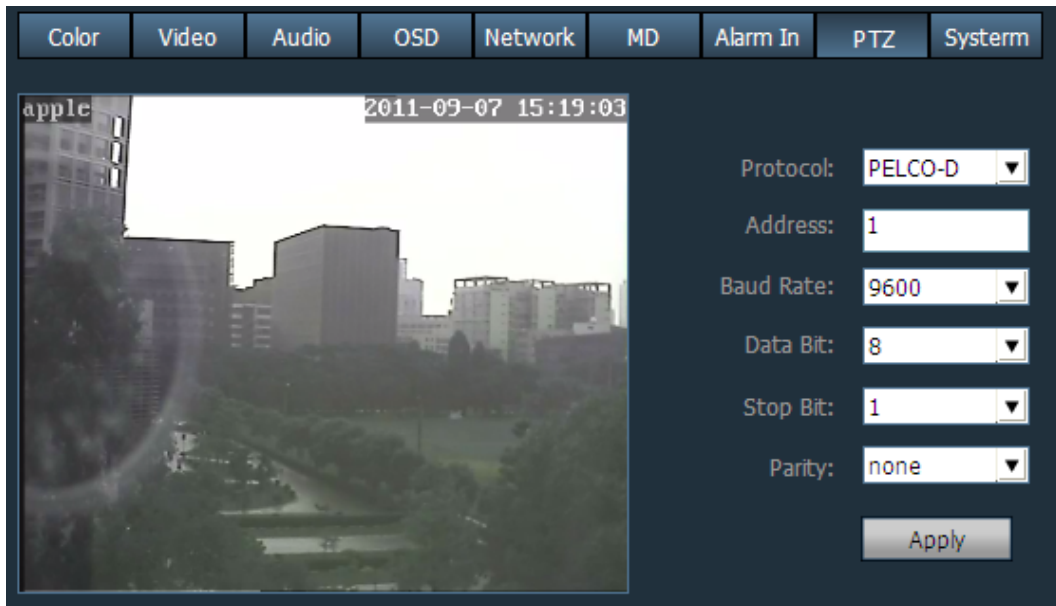 Color Video Audio OSD Network MD Alarm In PTZ Systerm
apple 2011-09-07 15:19:03
Protocol: PELCO-D
Address: 1
Baud Rate: 9600
Data Bit: 8
Stop Bit: 1
Parity: none
Apply